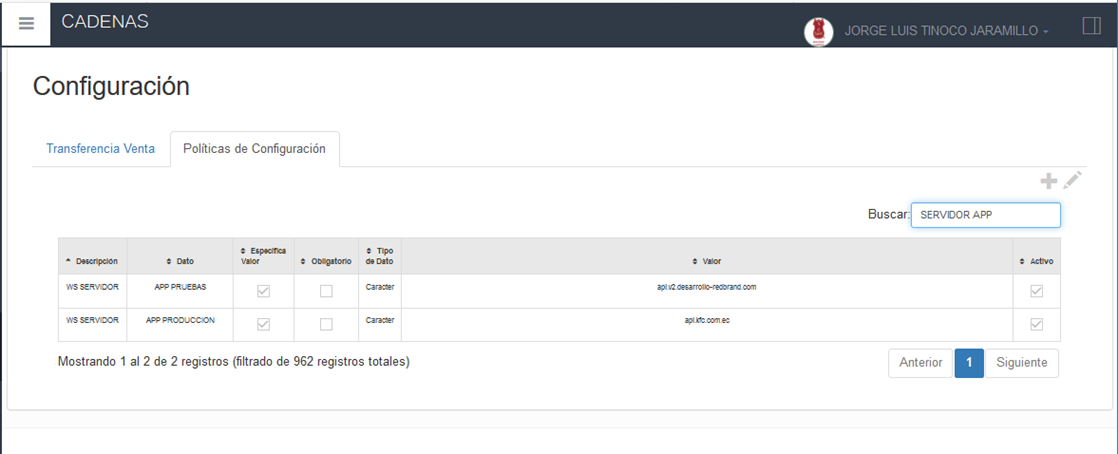 CADENAS
JORGE LUIS TINOCO JARAMILLO
Configuración
Transferencia Venta
Políticas de Configuración
Buscar:
SERVIDOR APP
Descripción
Dato
Especifica
Valor
Obligatorio
Tipo
de Dato
Valor
Activo
WS SERVIDOR
APP PRUEBAS
Caracter
api.v2.desarrollo-redbrand.com
WS SERVIDOR
APP PRODUCCION
Caracter
api.kfc.com.ec
Mostrando 1 al 2 de 2 registros (filtrado de 962 registros totales)
Anterior
1
Siguiente